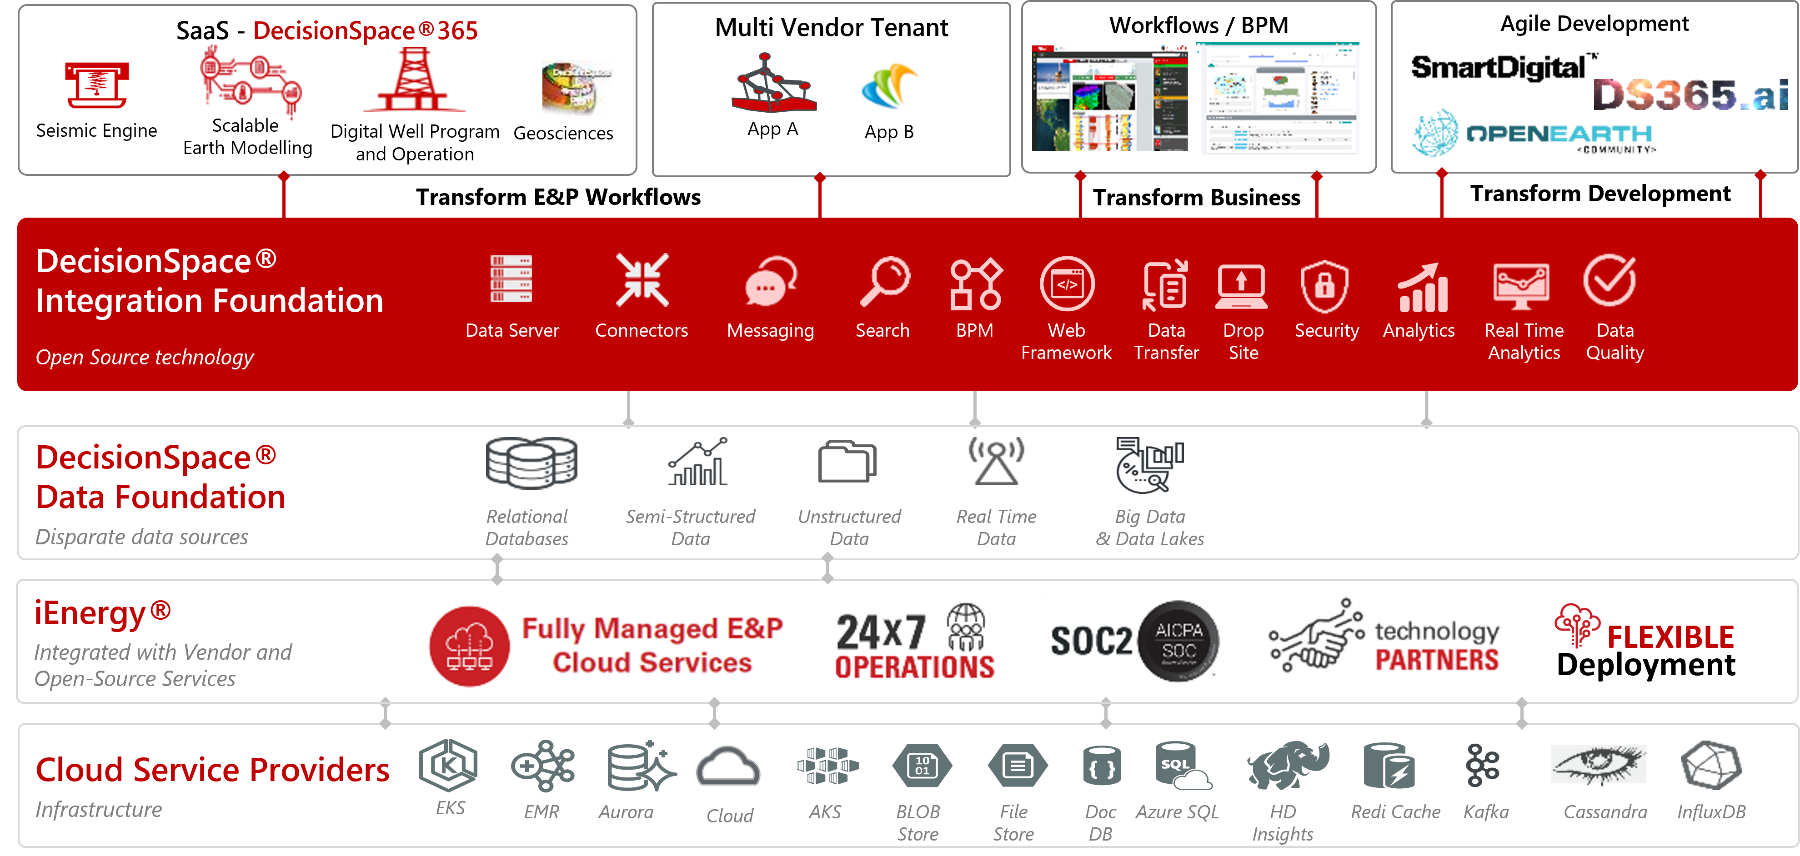 SaaS - DecisionSpace®365
Seismic Engine
Scalable
Earth Modelling
Digital Well Program
and Operation
Geosciences
Multi Vendor Tenant
App A
App B
Workflows / BPM
Agile Development
SmartDigital™
DS365.ai
OPENEARTH
<COMMUNITY>
Transform E&P Workflows
Transform Business
Transform Development
DecisionSpace®
Integration Foundation
Open Source technology
Data Server
Connectors
Messaging
Search
BPM
Web
Framework
Data
Transfer
Drop
Site
Security
Analytics
Real Time
Analytics
Data
Quality
DecisionSpace®
Data Foundation
Disparate data sources
Relational
Databases
Semi-Structured
Data
Unstructured
Data
Real Time
Data
Big Data
& Data Lakes
iEnergy®
Integrated with Vendor and
Open-Source Services
Fully Managed E&P
Cloud Services
24x7
OPERATIONS
SOC2
AICPA
SOC
technology
PARTNERS
FLEXIBLE
Deployment
Cloud Service Providers
Infrastructure
EKS
EMR
Aurora
Cloud
AKS
10
01
BLOB
Store
File
Store
Doc
DB
SQL
Azure SQL
HD
Insights
Redi Cache
Kafka
Cassandra
InfluxDB